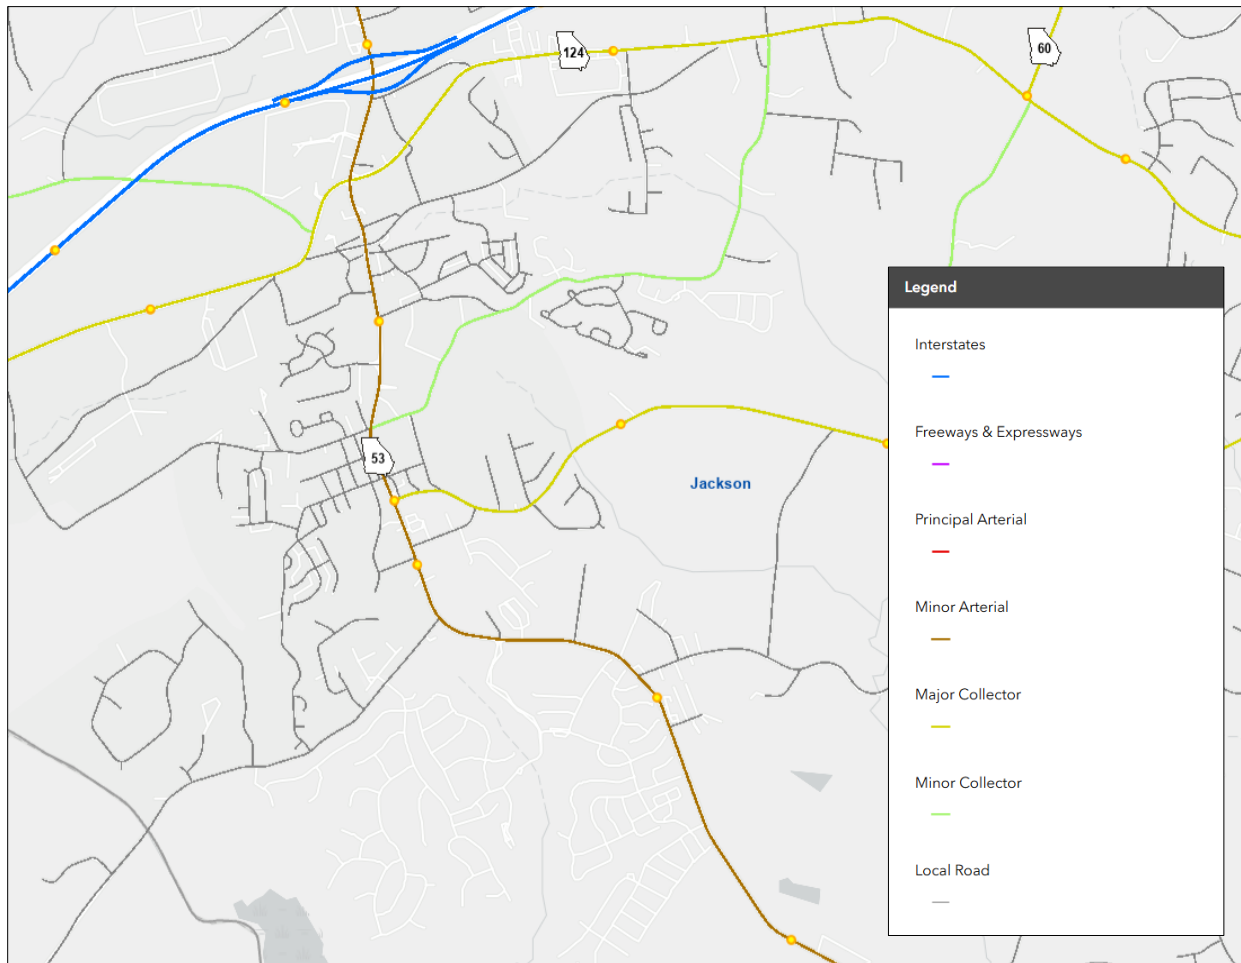 124
60
53
Jackson
Legend
Interstates
Freeways & Expressways
Principal Arterial
Minor Arterial
Major Collector
Minor Collector
Local Road